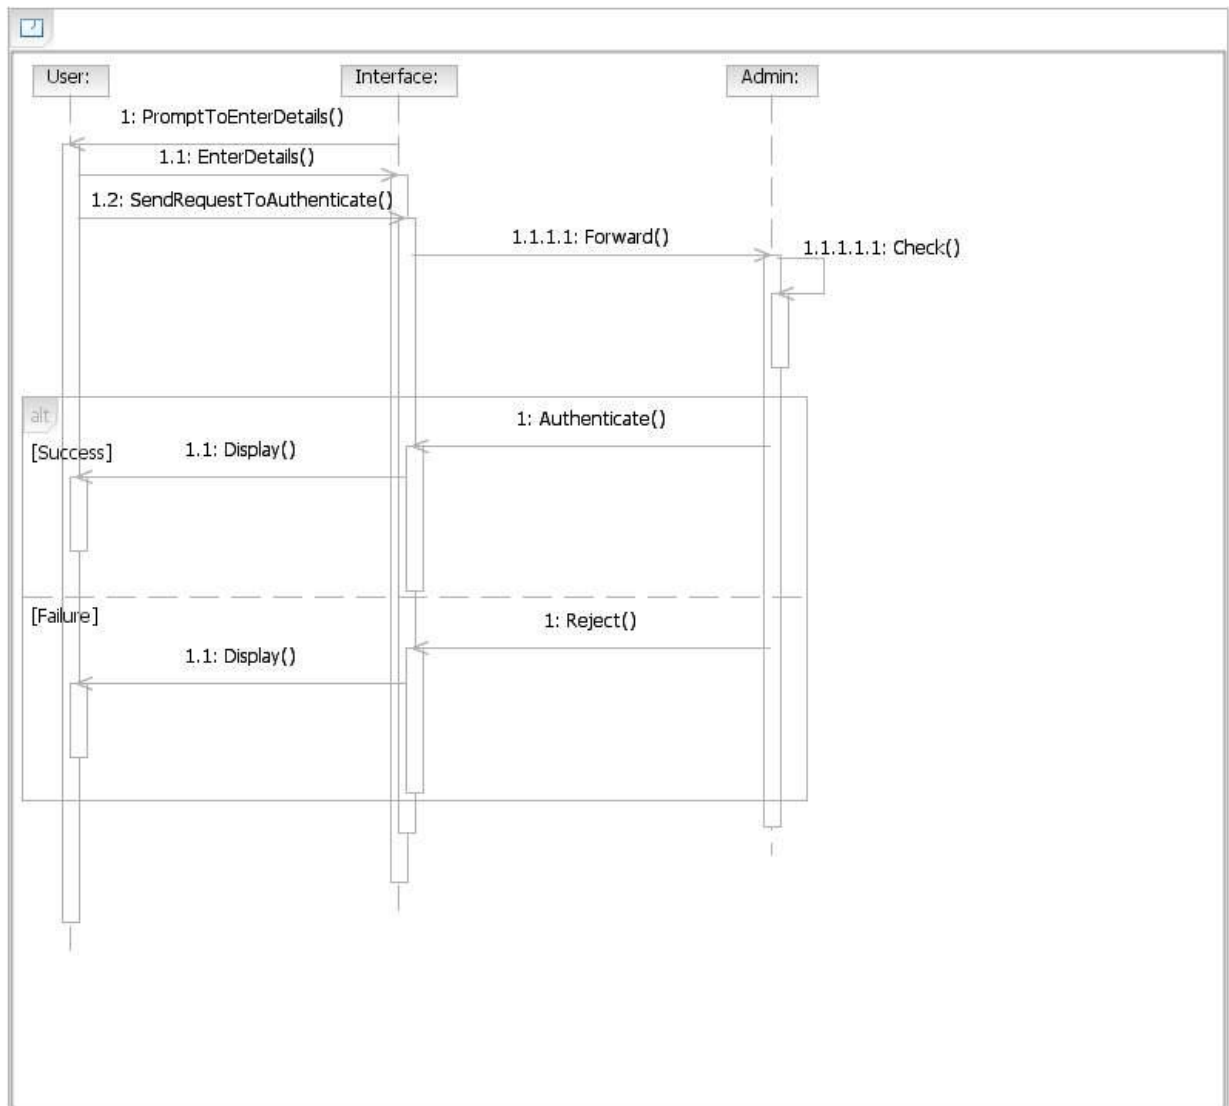 User:
Interface:
Admin:
1: PromptToEnterDetails()
1.1: EnterDetails()
1.2: SendRequestToAuthenticate()
1.1.1.1: Forward()
1.1.1.1.1: Check()
alt
1: Authenticate()
[Success]
1.1: Display()
[Failure]
1: Reject()
1.1: Display()